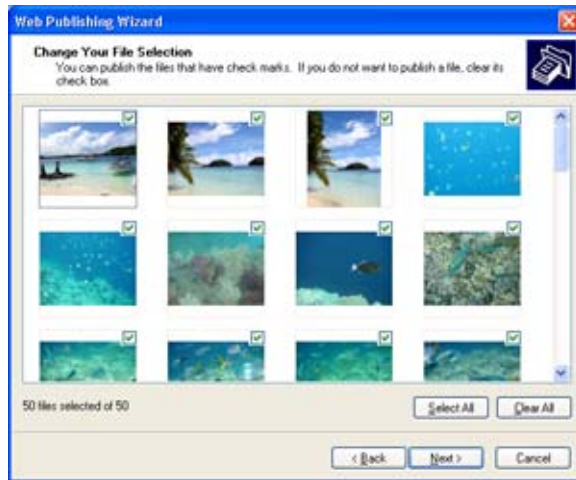 Web Publishing Wizard
Change Your File Selection
You can publish the files that have check marks. If you do not want to publish a file, clear its
check box.
50 files selected of 50
Select All
Clear All
< Back
Next >
Cancel